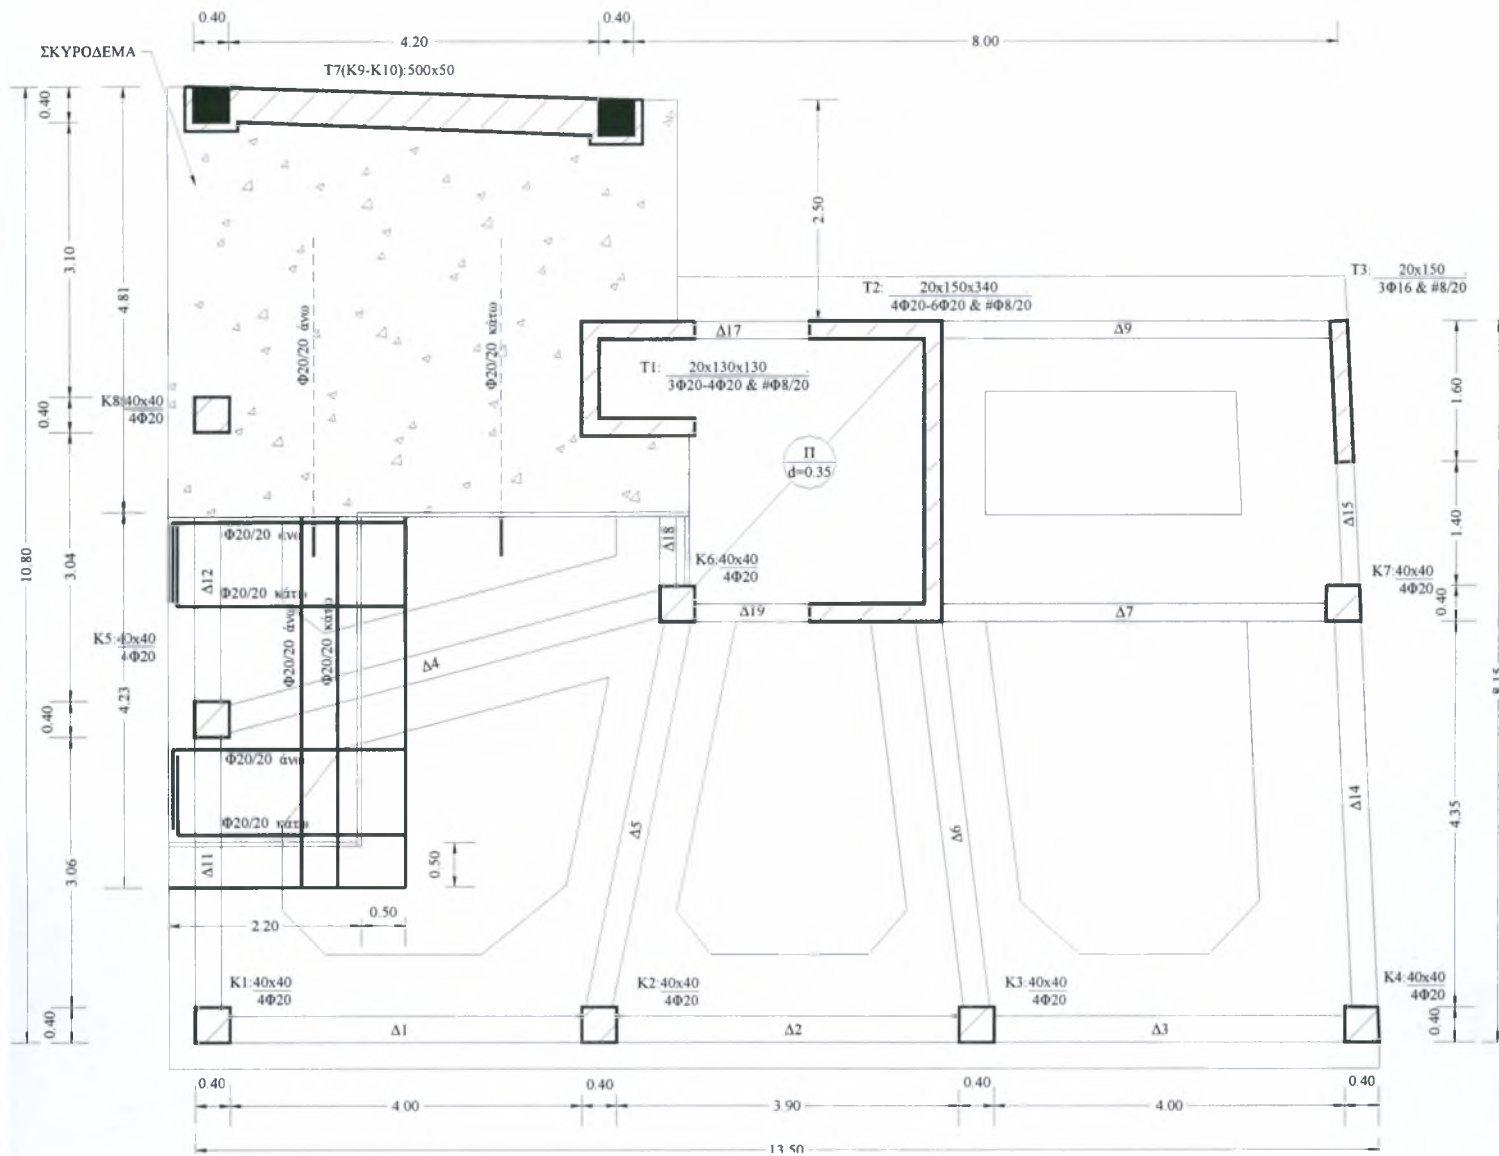 0.40
0.40
4.20
8.00
ΣΚΥΡΟΔΕΜΑ
T7(K9-K10):500x50
0.40
3.10
4.81
2.50
T3: 20x150
3Φ16 & #8/20
T2: 20x150x340
4Φ20-6Φ20 & #Φ8/20
Δ17
Δ9
Φ20/20 άνω
Φ20/20 κάτω
T1: 20x130x130
3Φ20-4Φ20 & #Φ8/20
1.60
K8:40x40
4Φ20
0.40
Π
d=0.35
10.80
3.04
Φ20/20 άνω
Δ18
Δ15
1.40
K6:40x40
4Φ20
K7:40x40
4Φ20
Δ12
Φ20/20 κάτω
Δ19
Δ7
0.40
K5:40x40
4Φ20
Φ20/20 άνω
Φ20/20 κάτω
Δ4
4.23
0.40
8.15
Φ20/20 άνω
Δ14
4.35
Φ20/20 κάτω
Δ5
Δ6
3.06
Δ11
0.50
2.20
0.50
K1:40x40
4Φ20
K2:40x40
4Φ20
K3:40x40
4Φ20
K4:40x40
4Φ20
0.40
Δ1
Δ2
Δ3
0.40
0.40
0.40
0.40
0.40
4.00
3.90
4.00
13.50